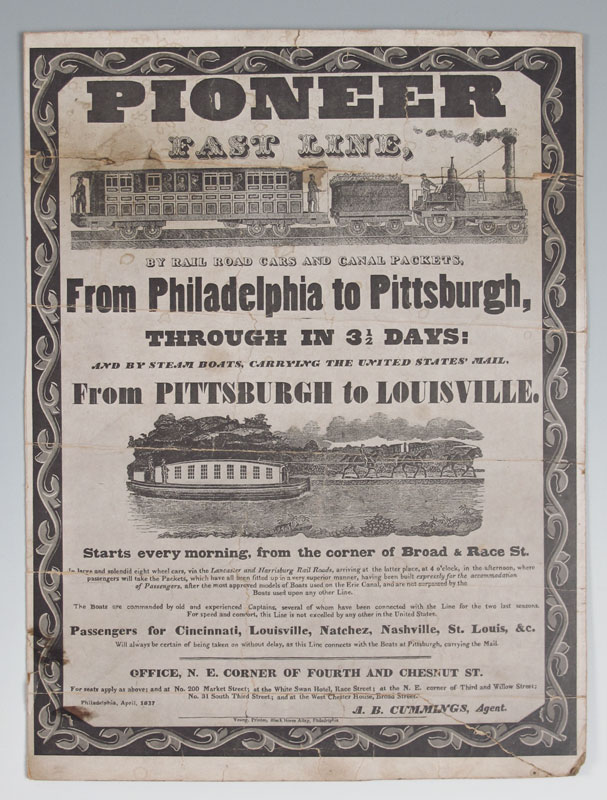 PIONEER
FAST LINE,
BY RAIL ROAD CARS AND CANAL PACKETS,
From Philadelphia to Pittsburgh,
THROUGH IN 3½ DAYS:
AND BY STEAM BOATS, CARRYING THE UNITED STATES' MAIL.
From PITTSBURGH to LOUISVILLE.
Starts every morning, from the corner of Broad & Race St.
In large and splendid eight wheel cars, via the Lancaster and Harrisburg Rail Roads, arriving at the latter place, at 4 o'clock, in the afternoon, where
passengers will take the Packets, which have all been fitted up in a very superior manner, having been built expressly for the accommodation
of Passengers, after the most approved models of Boats used on the Erie Canal, and are not surpassed by the
Boats used upon any other Line.
The Boats are commanded by old and experienced Captains, several of whom have been connected with the Line for the two last seasons.
For speed and comfort, this Line is not excelled by any other in the United States.
Passengers for Cincinnati, Louisville, Natchez, Nashville, St. Louis, &c.
Will always be certain of being taken on without delay, as this Line connects with the Boats at Pittsburgh, carrying the Mail.
OFFICE, N. E. CORNER OF FOURTH AND CHESNUT ST.
For seats apply as above; and at No. 200 Market Street; at the White Swan Hotel, Race Street; at the N. E. corner of Third and Willow Street;
No. 31 South Third Street; and at the West Chester House, Broad Street.
Philadelphia, April, 1837
A. B. CUMMINGS, Agent.
Young, Printer, Black Horse Alley, Philadelphia